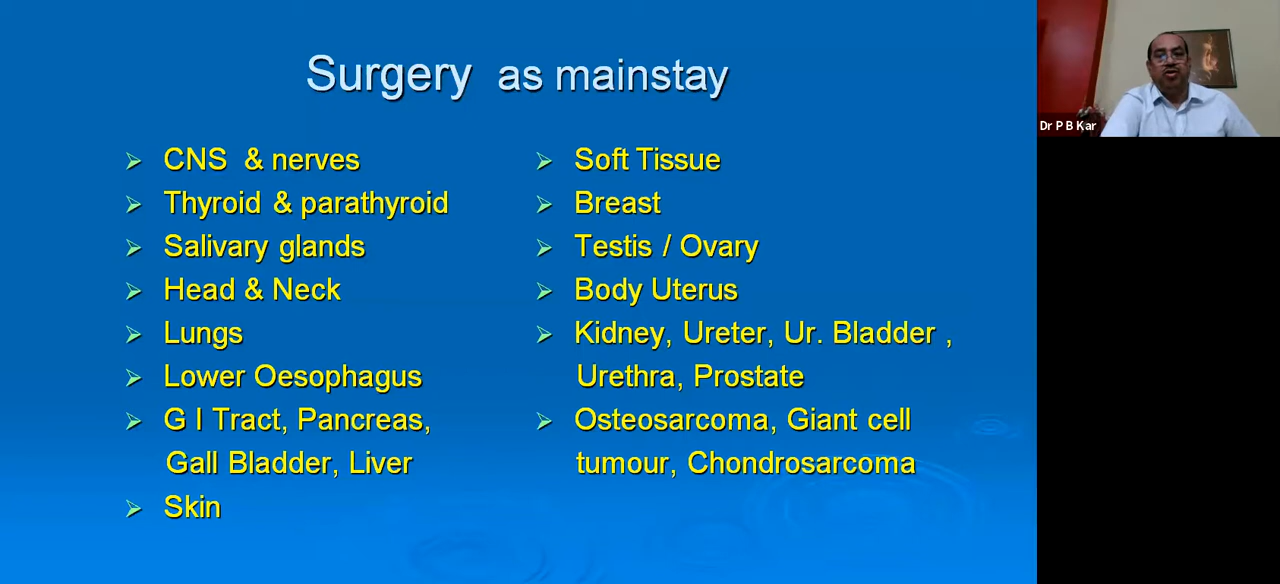 Surgery as mainstay
CNS & nerves
Thyroid & parathyroid
Salivary glands
Head & Neck
Lungs
Lower Oesophagus
G I Tract, Pancreas,
Gall Bladder, Liver
Skin
Soft Tissue
Breast
Testis / Ovary
Body Uterus
Kidney, Ureter, Ur. Bladder ,
Urethra, Prostate
Osteosarcoma, Giant cell
tumour, Chondrosarcoma
Dr P B Kar